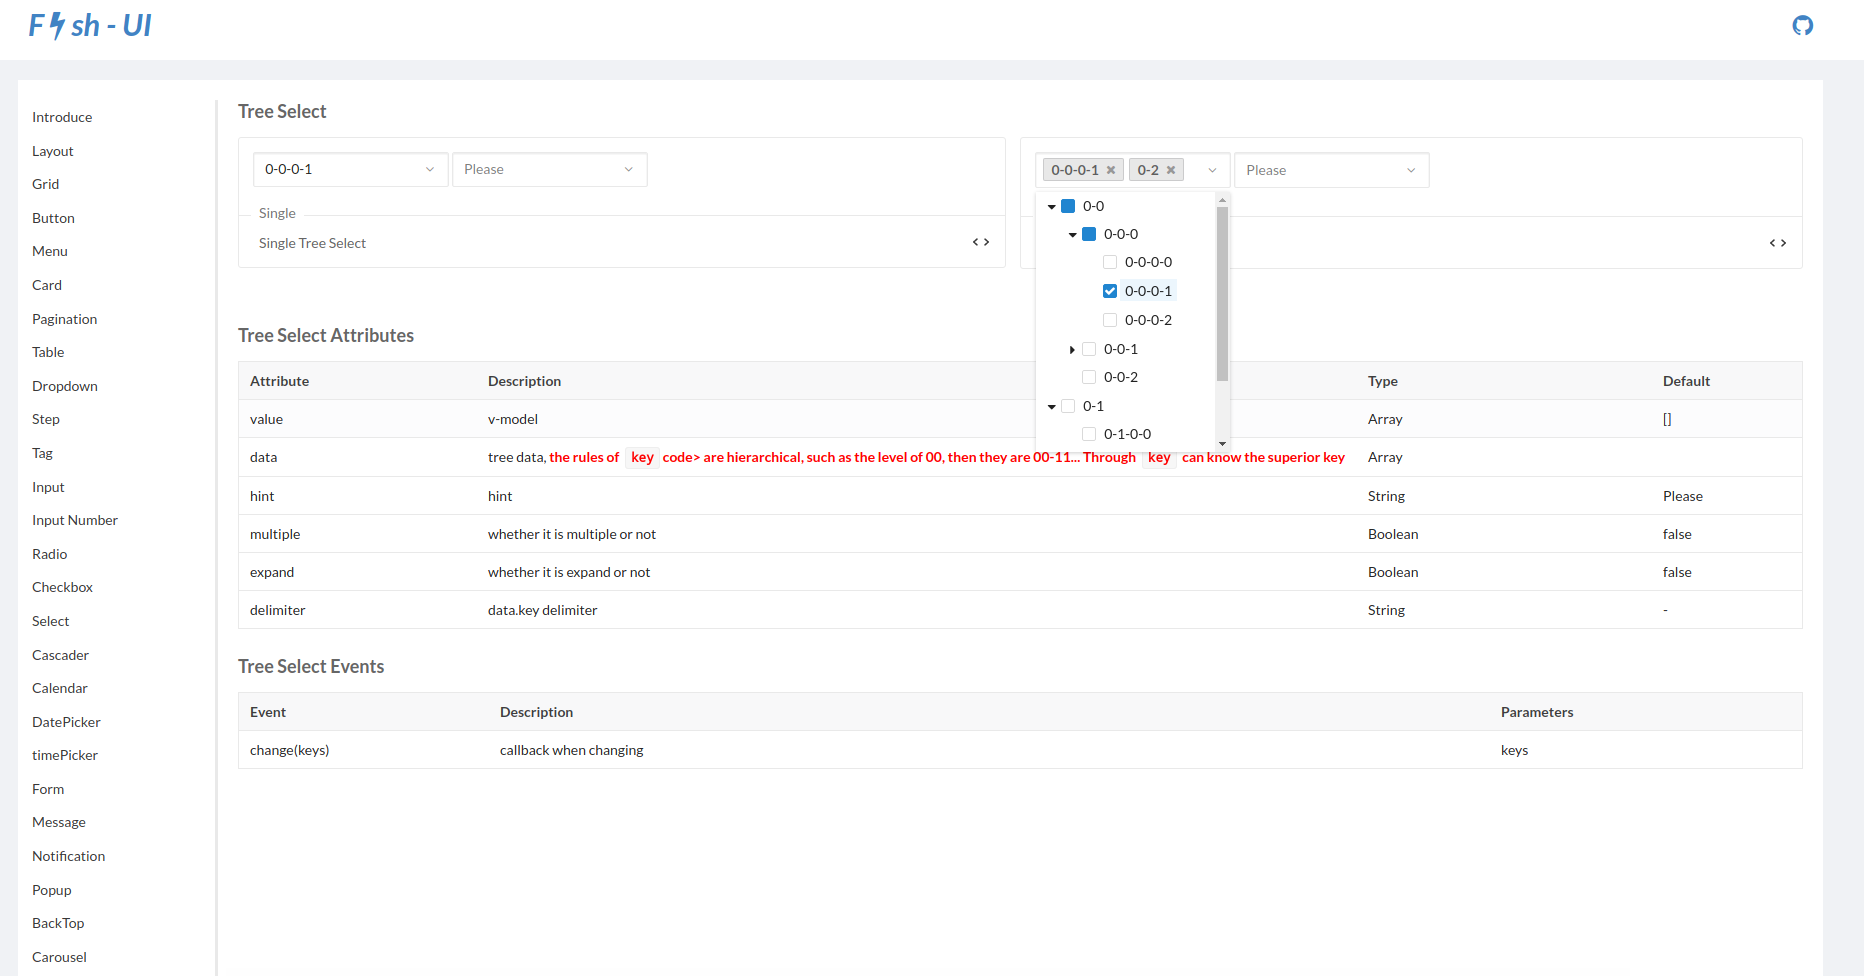 F sh - UI
Introduce
Layout
Grid
Button
Menu
Card
Pagination
Table
Dropdown
Step
Tag
Input
Input Number
Radio
Checkbox
Select
Cascader
Calendar
DatePicker
timePicker
Form
Message
Notification
Popup
BackTop
Carousel
Tree Select
0-0-0-1 Please
Single
Single Tree Select
< >
0-0-0-1 ✖ 0-2 ✖ Please
< >
0-0
0-0-0
0-0-0-0
0-0-0-1
0-0-0-2
0-0-1
0-0-2
0-1
0-1-0-0
Tree Select Attributes
Attribute Description Type Default
value v-model Array []
data tree data, the rules of key code> are hierarchical, such as the level of 00, then they are 00-11... Through key can know the superior key Array
hint hint String Please
multiple whether it is multiple or not Boolean false
expand whether it is expand or not Boolean false
delimiter data.key delimiter String -
Tree Select Events
Event Description Parameters
change(keys) callback when changing keys